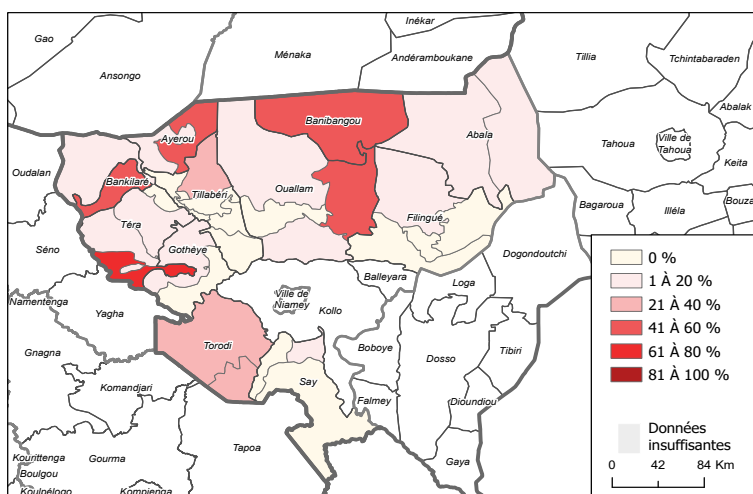 Gao
Ansongo
Ménaka
Inékar
Andéramboukane
Tillia
Tchintabaraden
Abalak
Ville de
Tahoua
Tahoua
Keita
Bouza
Bagaroua
Illéla
Oudalan
Bankilaré
Ayerou
Banibangou
Abala
Tillabéri
Ouallam
Filingué
Téra
Gothèye
Séno
Namentenga
Yagha
Gnagna
Komandjari
Torodi
Ville de
Niamey
Kollo
Balleyara
Dogondoutchi
Loga
Boboye
Dosso
Tibiri
Say
Falmey
Dioundiou
Gaya
Tapoa
Kourittenga
Gourma
Boulgou
Koulpélogo
Kompienga
0 %
1 À 20 %
21 À 40 %
41 À 60 %
61 À 80 %
81 À 100 %
Données
insuffisantes
0 42 84 Km